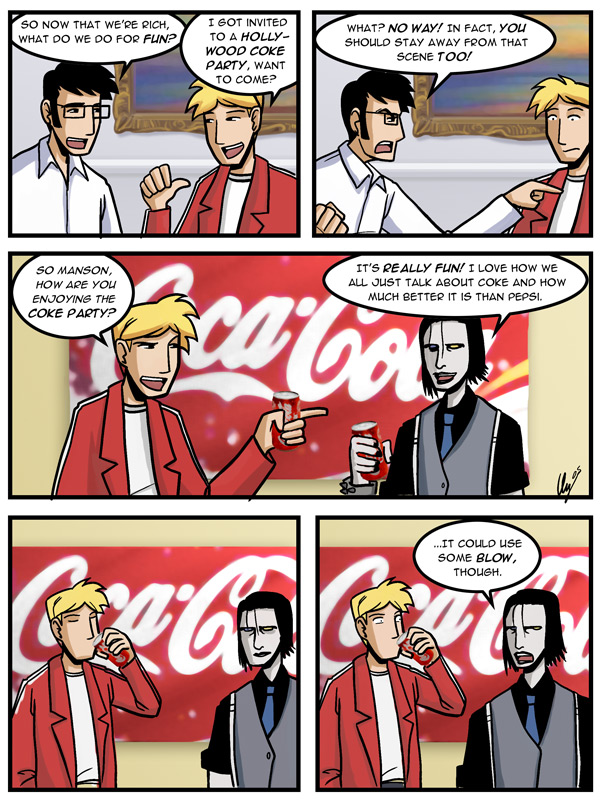 SO NOW THAT WE'RE RICH,
WHAT DO WE DO FOR FUN?
I GOT INVITED
TO A HOLLY-
WOOD COKE
PARTY, WANT
TO COME?
WHAT? NO WAY! IN FACT, YOU
SHOULD STAY AWAY FROM THAT
SCENE TOO!
SO MANSON,
HOW ARE YOU
ENJOYING THE
COKE PARTY?
IT'S REALLY FUN! I LOVE HOW WE
ALL JUST TALK ABOUT COKE AND HOW
MUCH BETTER IT IS THAN PEPSI.
Coca-Cola
Coca-Co
...IT COULD USE
SOME BLOW,
THOUGH.
Coca-Cola